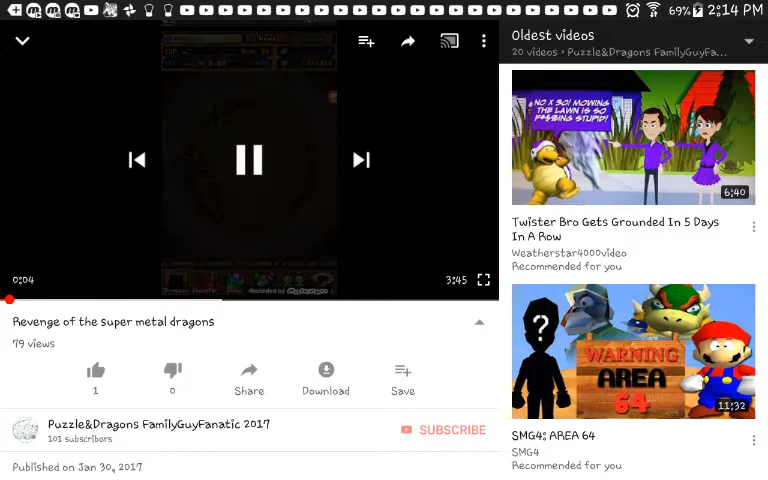 69% 2:14 PM
Oldest videos
20 videos • Puzzle&Dragons FamilyGuyFa...
0:04
3:45
Recorded by
Revenge of the super metal dragons
79 views
1
0
Share
Download
Save
Puzzle&Dragons FamilyGuyFanatic 2017
101 subscribers
SUBSCRIBE
Published on Jan 30, 2017
NO X 30! MOWING
THE LAWN IS SO
F*$%ING STUPID!
6:40
Twister Bro Gets Grounded In 5 Days
In A Row
Weatherstar4000video
Recommended for you
?
WARNING
AREA
64
11:32
SMG4: AREA 64
SMG4
Recommended for you